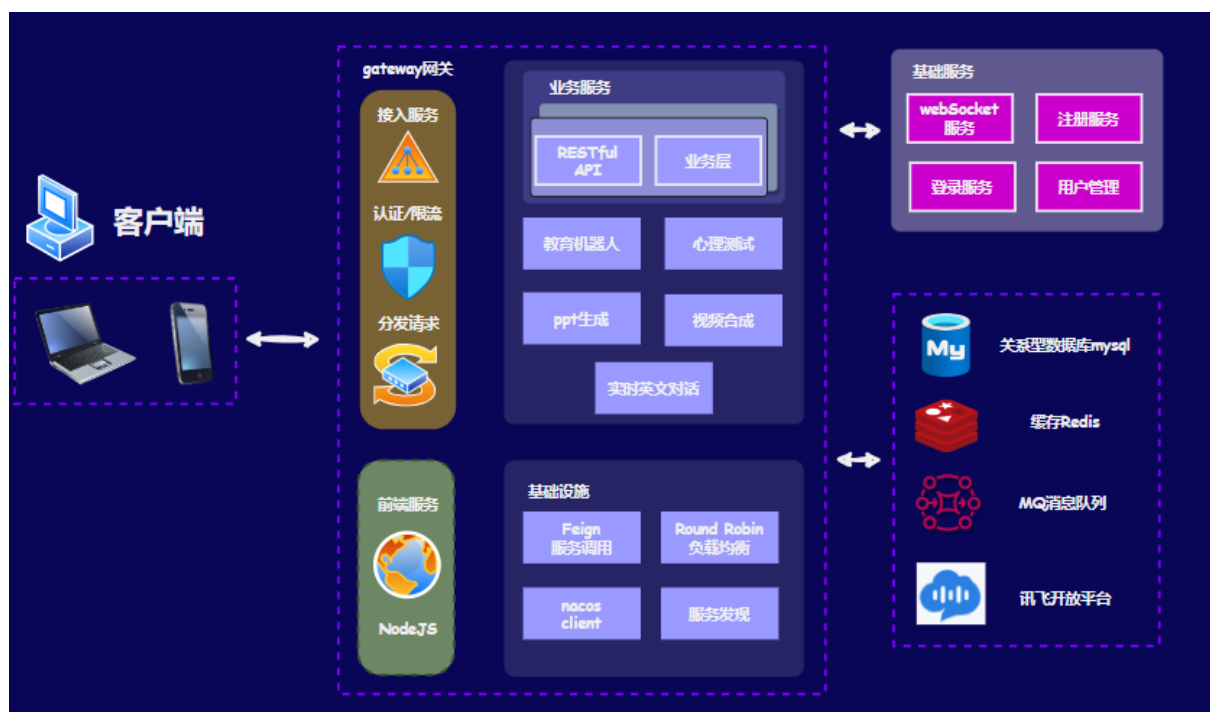 客户端
gateway网关
接入服务
认证/限流
分发请求
前端服务
NodeJS
业务服务
RESTful
API
业务层
教育机器人
心理测试
ppt生成
视频合成
实时英文对话
基础设施
Feign
服务调用
Round Robin
负载均衡
nacos
client
服务发现
基础服务
webSocket
服务
注册服务
登录服务
用户管理
My
关系型数据库mysql
缓存Redis
MQ消息队列
讯飞开放平台